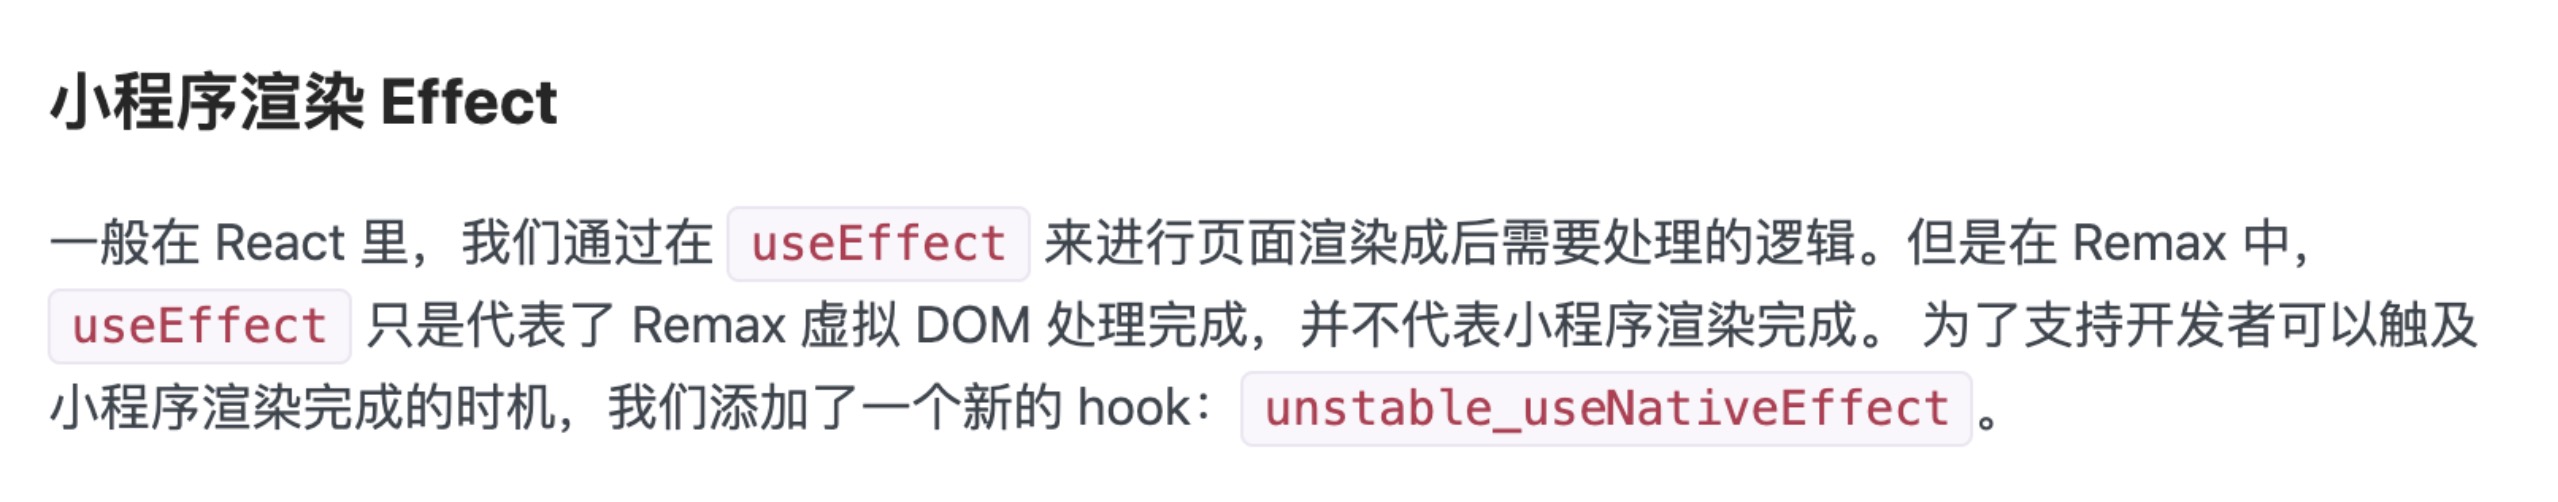 小程序渲染 Effect
一般在 React 里，我们通过在 useEffect 来进行页面渲染成后需要处理的逻辑。但是在 Remax 中，
useEffect 只是代表了 Remax 虚拟 DOM 处理完成，并不代表小程序渲染完成。 为了支持开发者可以触及
小程序渲染完成的时机，我们添加了一个新的 hook： unstable_useNativeEffect 。